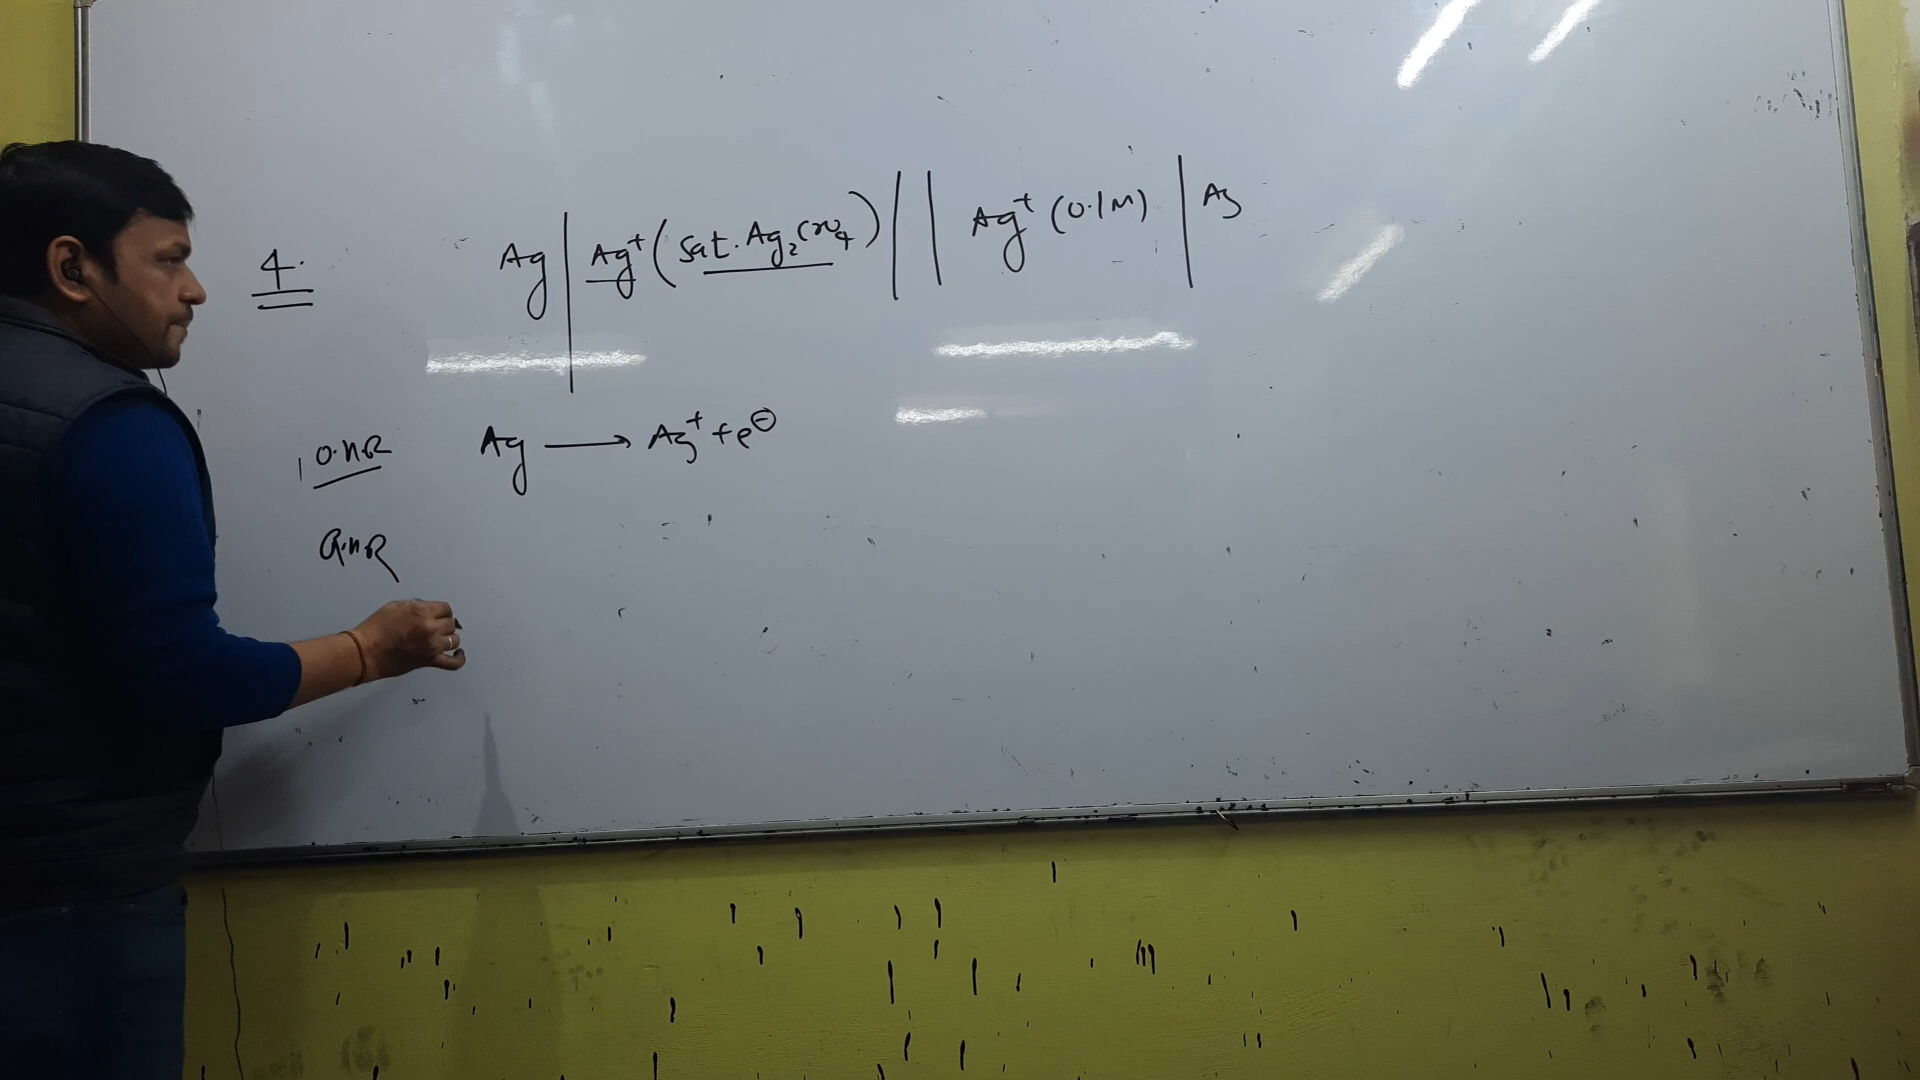 4. Ag | Ag⁺ (Sat. Ag₂CrO₄) || Ag⁺ (0.1M) | Ag
O.H.R Ag ⟶ Ag⁺ + e⊖
R.H.R